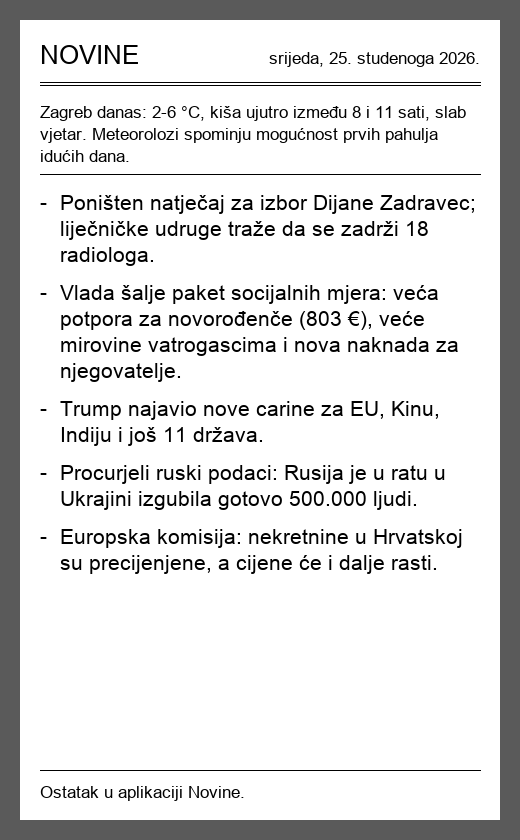 NOVINE
srijeda, 25. studenoga 2026.
Zagreb danas: 2-6 °C, kiša ujutro između 8 i 11 sati, slab
vjetar. Meteorolozi spominju mogućnost prvih pahulja
idućih dana.
- Poništen natječaj za izbor Dijane Zadravec;
liječničke udruge traže da se zadrži 18
radiologa.
- Vlada šalje paket socijalnih mjera: veća
potpora za novorođenče (803 €), veće
mirovine vatrogascima i nova naknada za
njegovatelje.
- Trump najavio nove carine za EU, Kinu,
Indiju i još 11 država.
- Procurjeli ruski podaci: Rusija je u ratu u
Ukrajini izgubila gotovo 500.000 ljudi.
- Europska komisija: nekretnine u Hrvatskoj
su precijenjene, a cijene će i dalje rasti.
Ostatak u aplikaciji Novine.